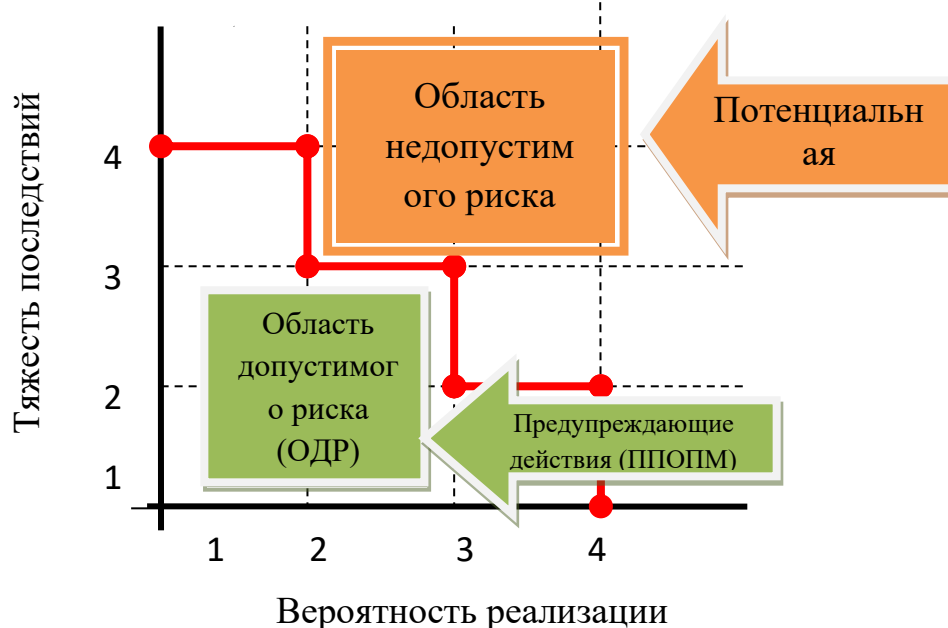 Тяжесть последствий
Область
недопустим
ого риска
Потенциальн
ая
4
3
Область
допустимог
о риска
(ОДР)
2
Предупреждающие
действия (ППОПМ)
1
1
2
3
4
Вероятность реализации